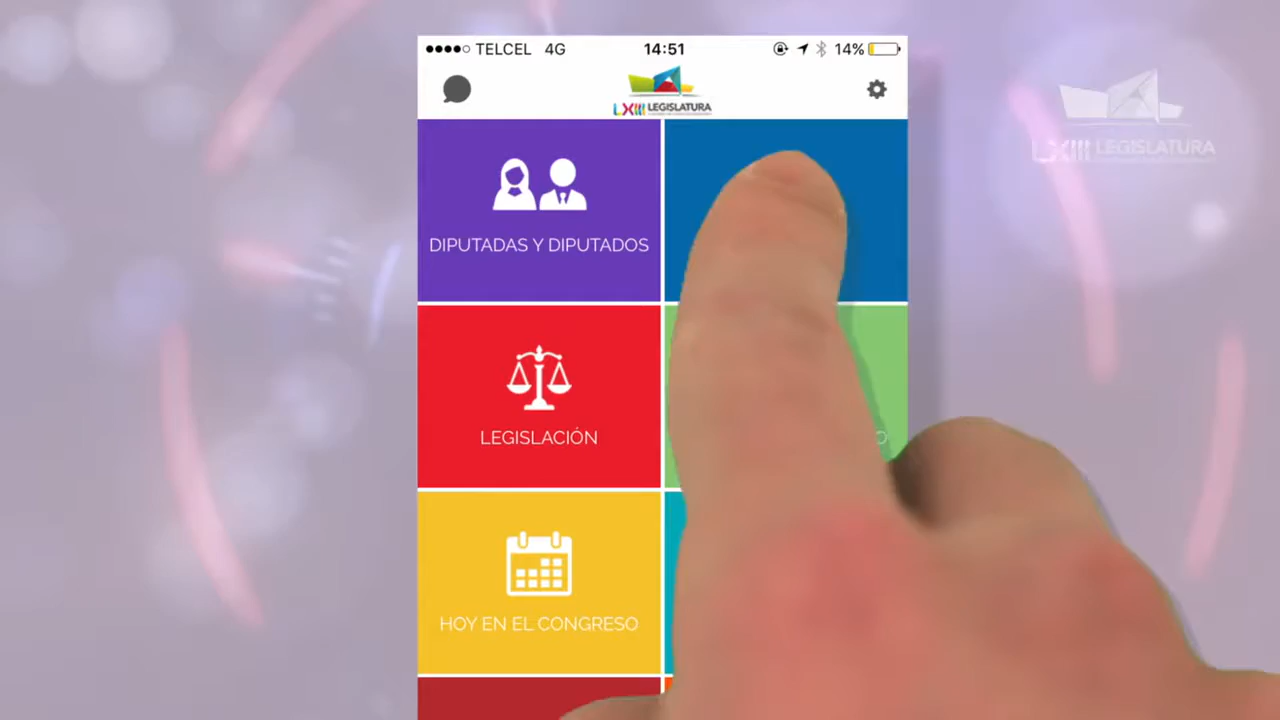 TELCEL 4G 14:51 14%
LXIII LEGISLATURA
LXIII LEGISLATURA
DIPUTADAS Y DIPUTADOS
LEGISLACIÓN
O
HOY EN EL CONGRESO